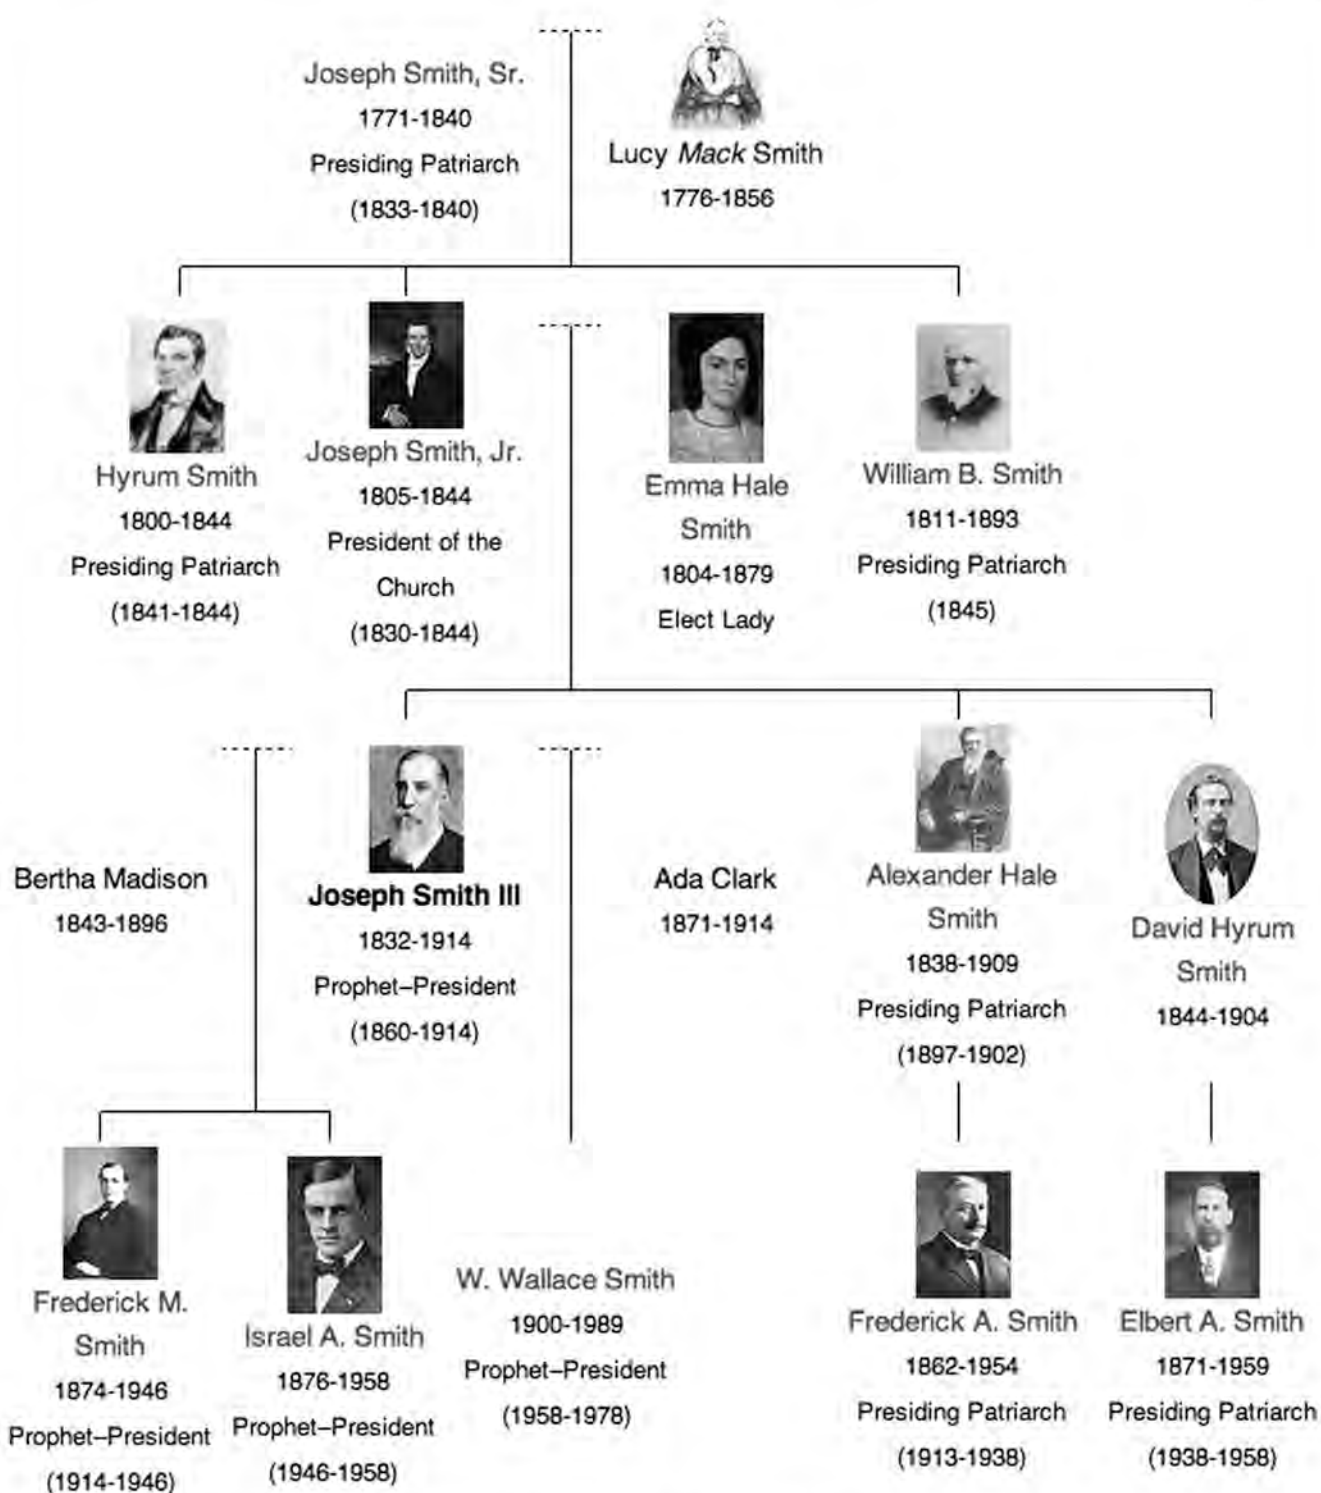 Joseph Smith, Sr.
1771-1840
Presiding Patriarch
(1833-1840)
Lucy Mack Smith
1776-1856
Hyrum Smith
1800-1844
Presiding Patriarch
(1841-1844)
Joseph Smith, Jr.
1805-1844
President of the
Church
(1830-1844)
Emma Hale
Smith
1804-1879
Elect Lady
William B. Smith
1811-1893
Presiding Patriarch
(1845)
Bertha Madison
1843-1896
Joseph Smith III
1832-1914
Prophet–President
(1860-1914)
Ada Clark
1871-1914
Alexander Hale
Smith
1838-1909
Presiding Patriarch
(1897-1902)
David Hyrum
Smith
1844-1904
Frederick M.
Smith
1874-1946
Prophet–President
(1914-1946)
Israel A. Smith
1876-1958
Prophet–President
(1946-1958)
W. Wallace Smith
1900-1989
Prophet–President
(1958-1978)
Frederick A. Smith
1862-1954
Presiding Patriarch
(1913-1938)
Elbert A. Smith
1871-1959
Presiding Patriarch
(1938-1958)